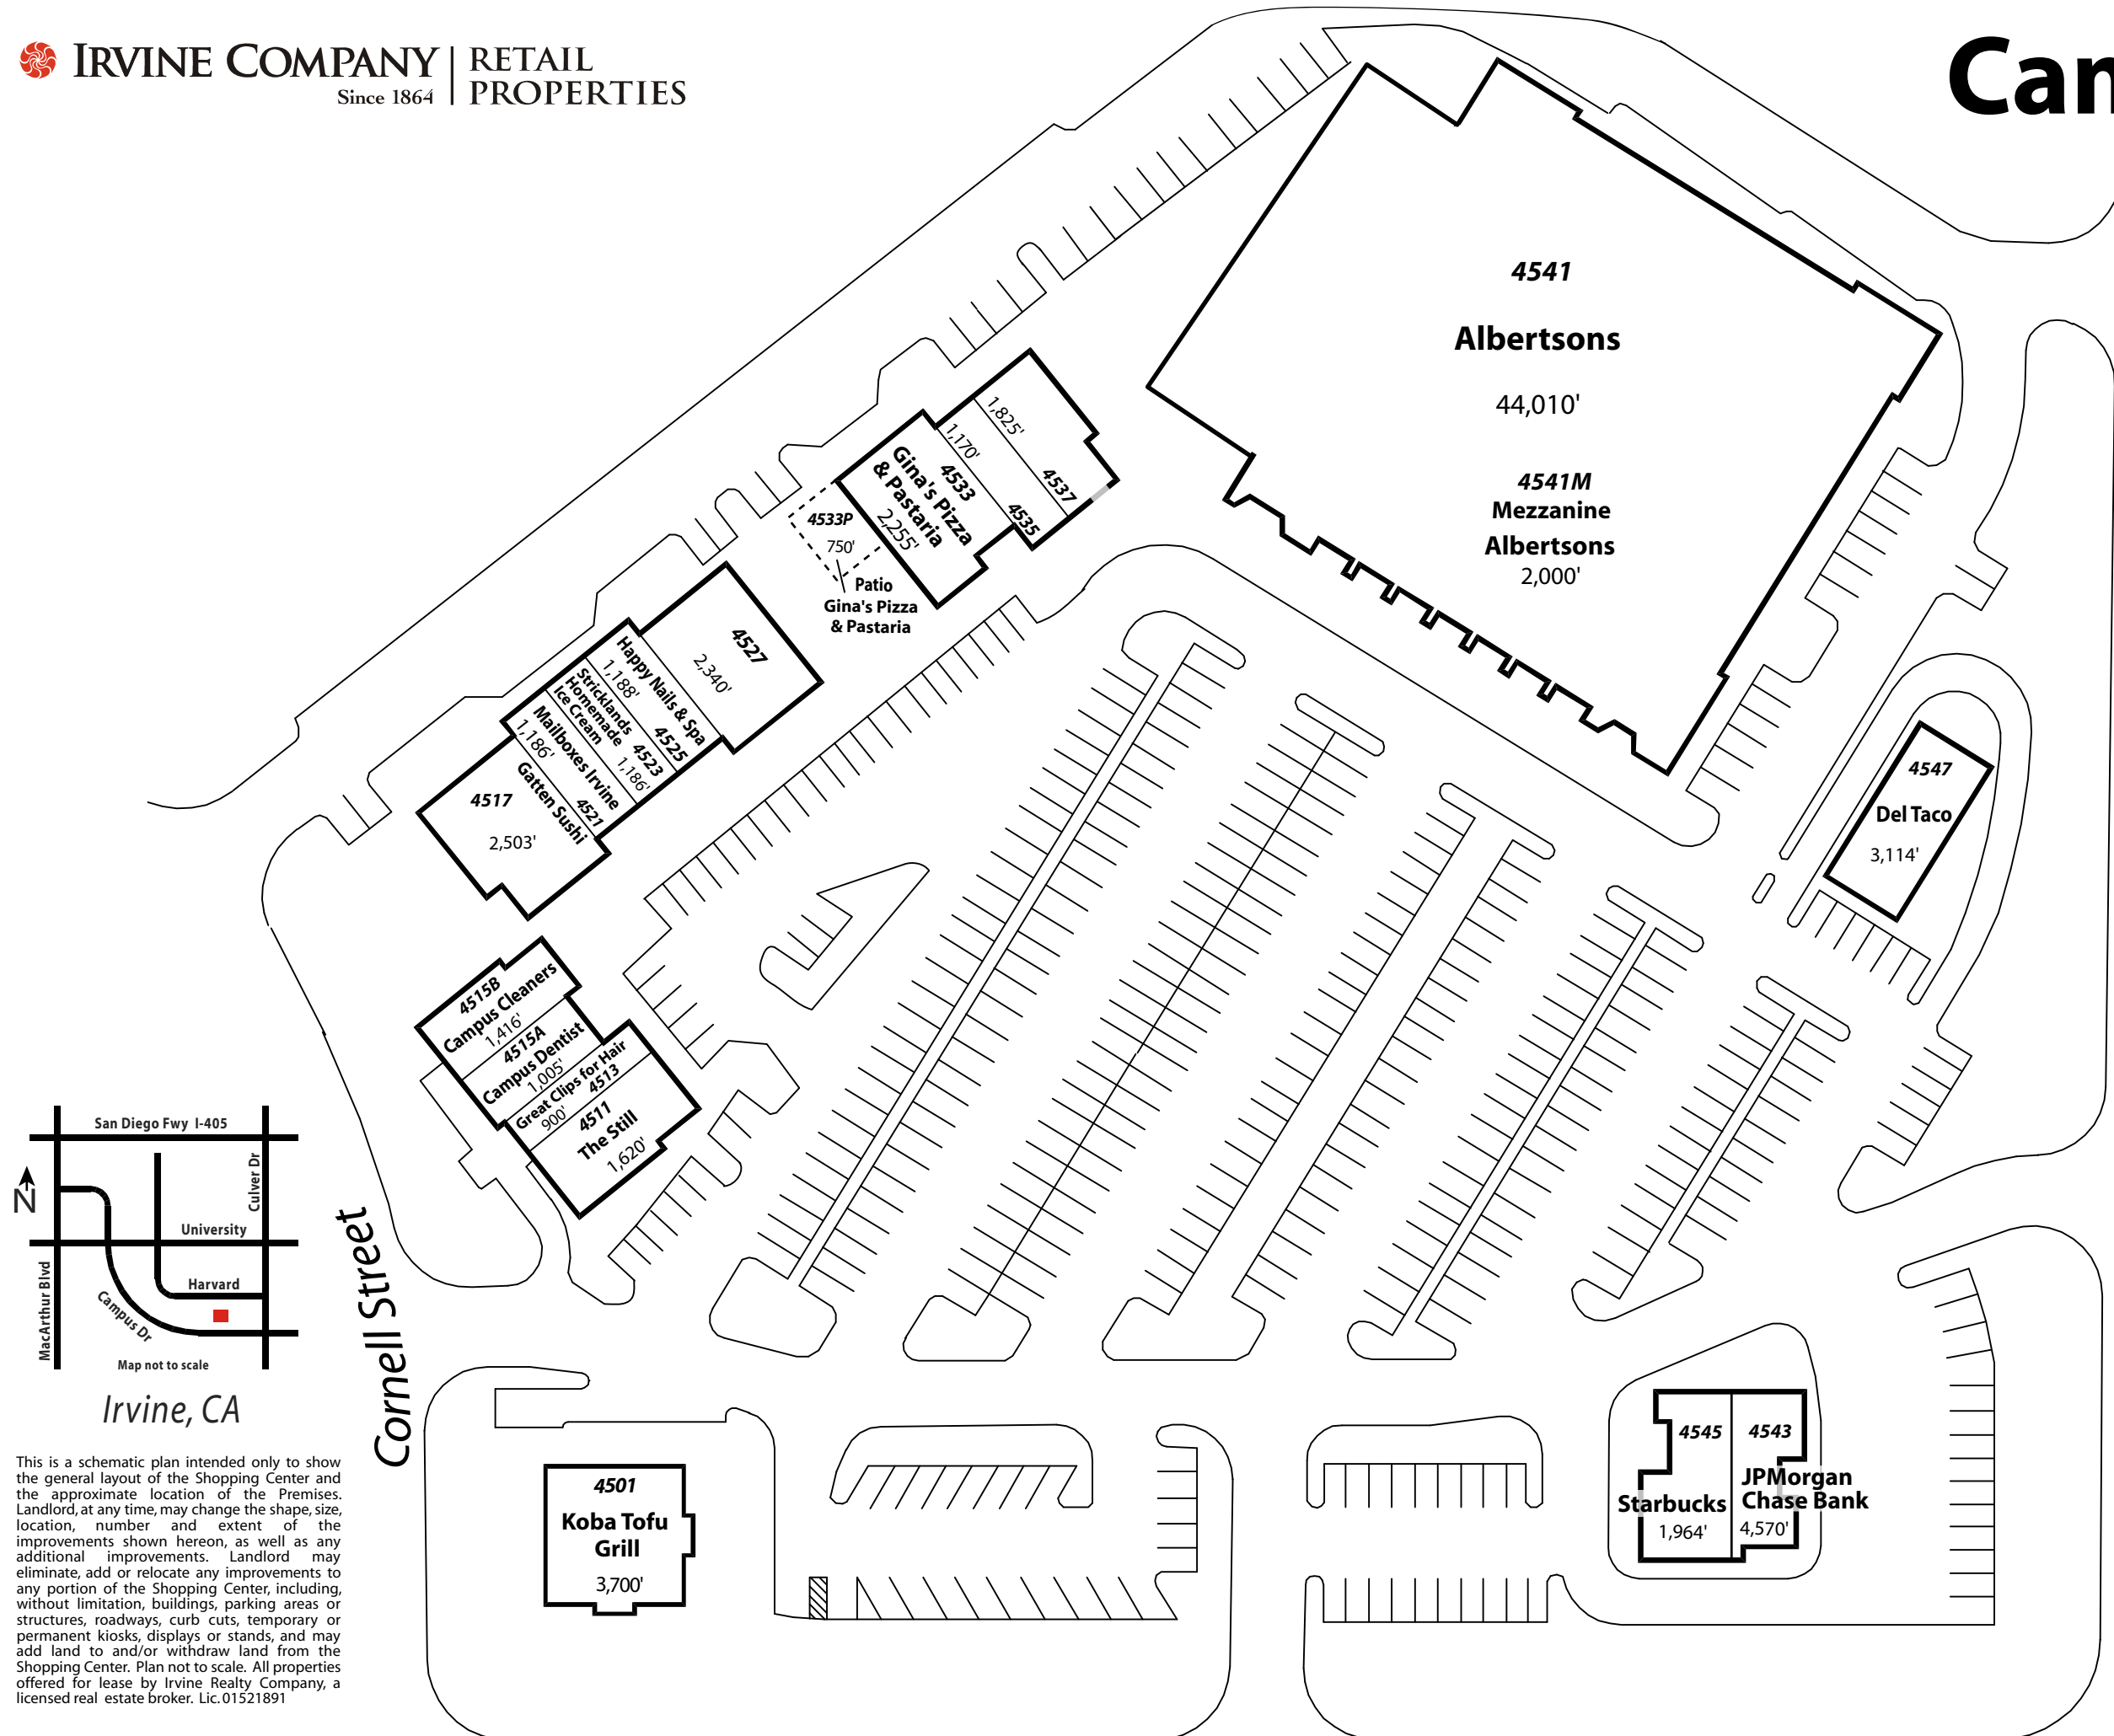 IRVINE COMPANY
Since 1864
RETAIL
PROPERTIES
Can
4541
Albertsons
44,010'
4541M
Mezzanine
Albertsons
2,000'
1,825'
4537
1,170'
4535
4533
Gina's Pizza
& Pastaria
2,255'
4533P
750'
Patio
Gina's Pizza
& Pastaria
4527
2,340'
Happy Nails & Spa
1,188'
4525
Stricklands
Homemade
Ice Cream
4523
1,186'
Mailboxes Irvine
1,186'
4521
Gatten Sushi
4517
2,503'
4547
Del Taco
3,114'
4515B
Campus Cleaners
1,416'
4515A
Campus Dentist
1,005'
Great Clips for Hair
4513
900'
4511
The Still
1,620'
San Diego Fwy I-405
Culver Dr
N
University
Harvard
MacArthur Blvd
Campus Dr
Map not to scale
Irvine, CA
Cornell Street
4501
Koba Tofu
Grill
3,700'
4545
Starbucks
1,964'
4543
JPMorgan
Chase Bank
4,570'
This is a schematic plan intended only to show
the general layout of the Shopping Center and
the approximate location of the Premises.
Landlord, at any time, may change the shape, size,
location, number and extent of the
improvements shown hereon, as well as any
additional improvements. Landlord may
eliminate, add or relocate any improvements to
any portion of the Shopping Center, including,
without limitation, buildings, parking areas or
structures, roadways, curb cuts, temporary or
permanent kiosks, displays or stands, and may
add land to and/or withdraw land from the
Shopping Center. Plan not to scale. All properties
offered for lease by Irvine Realty Company, a
licensed real estate broker. Lic. 01521891